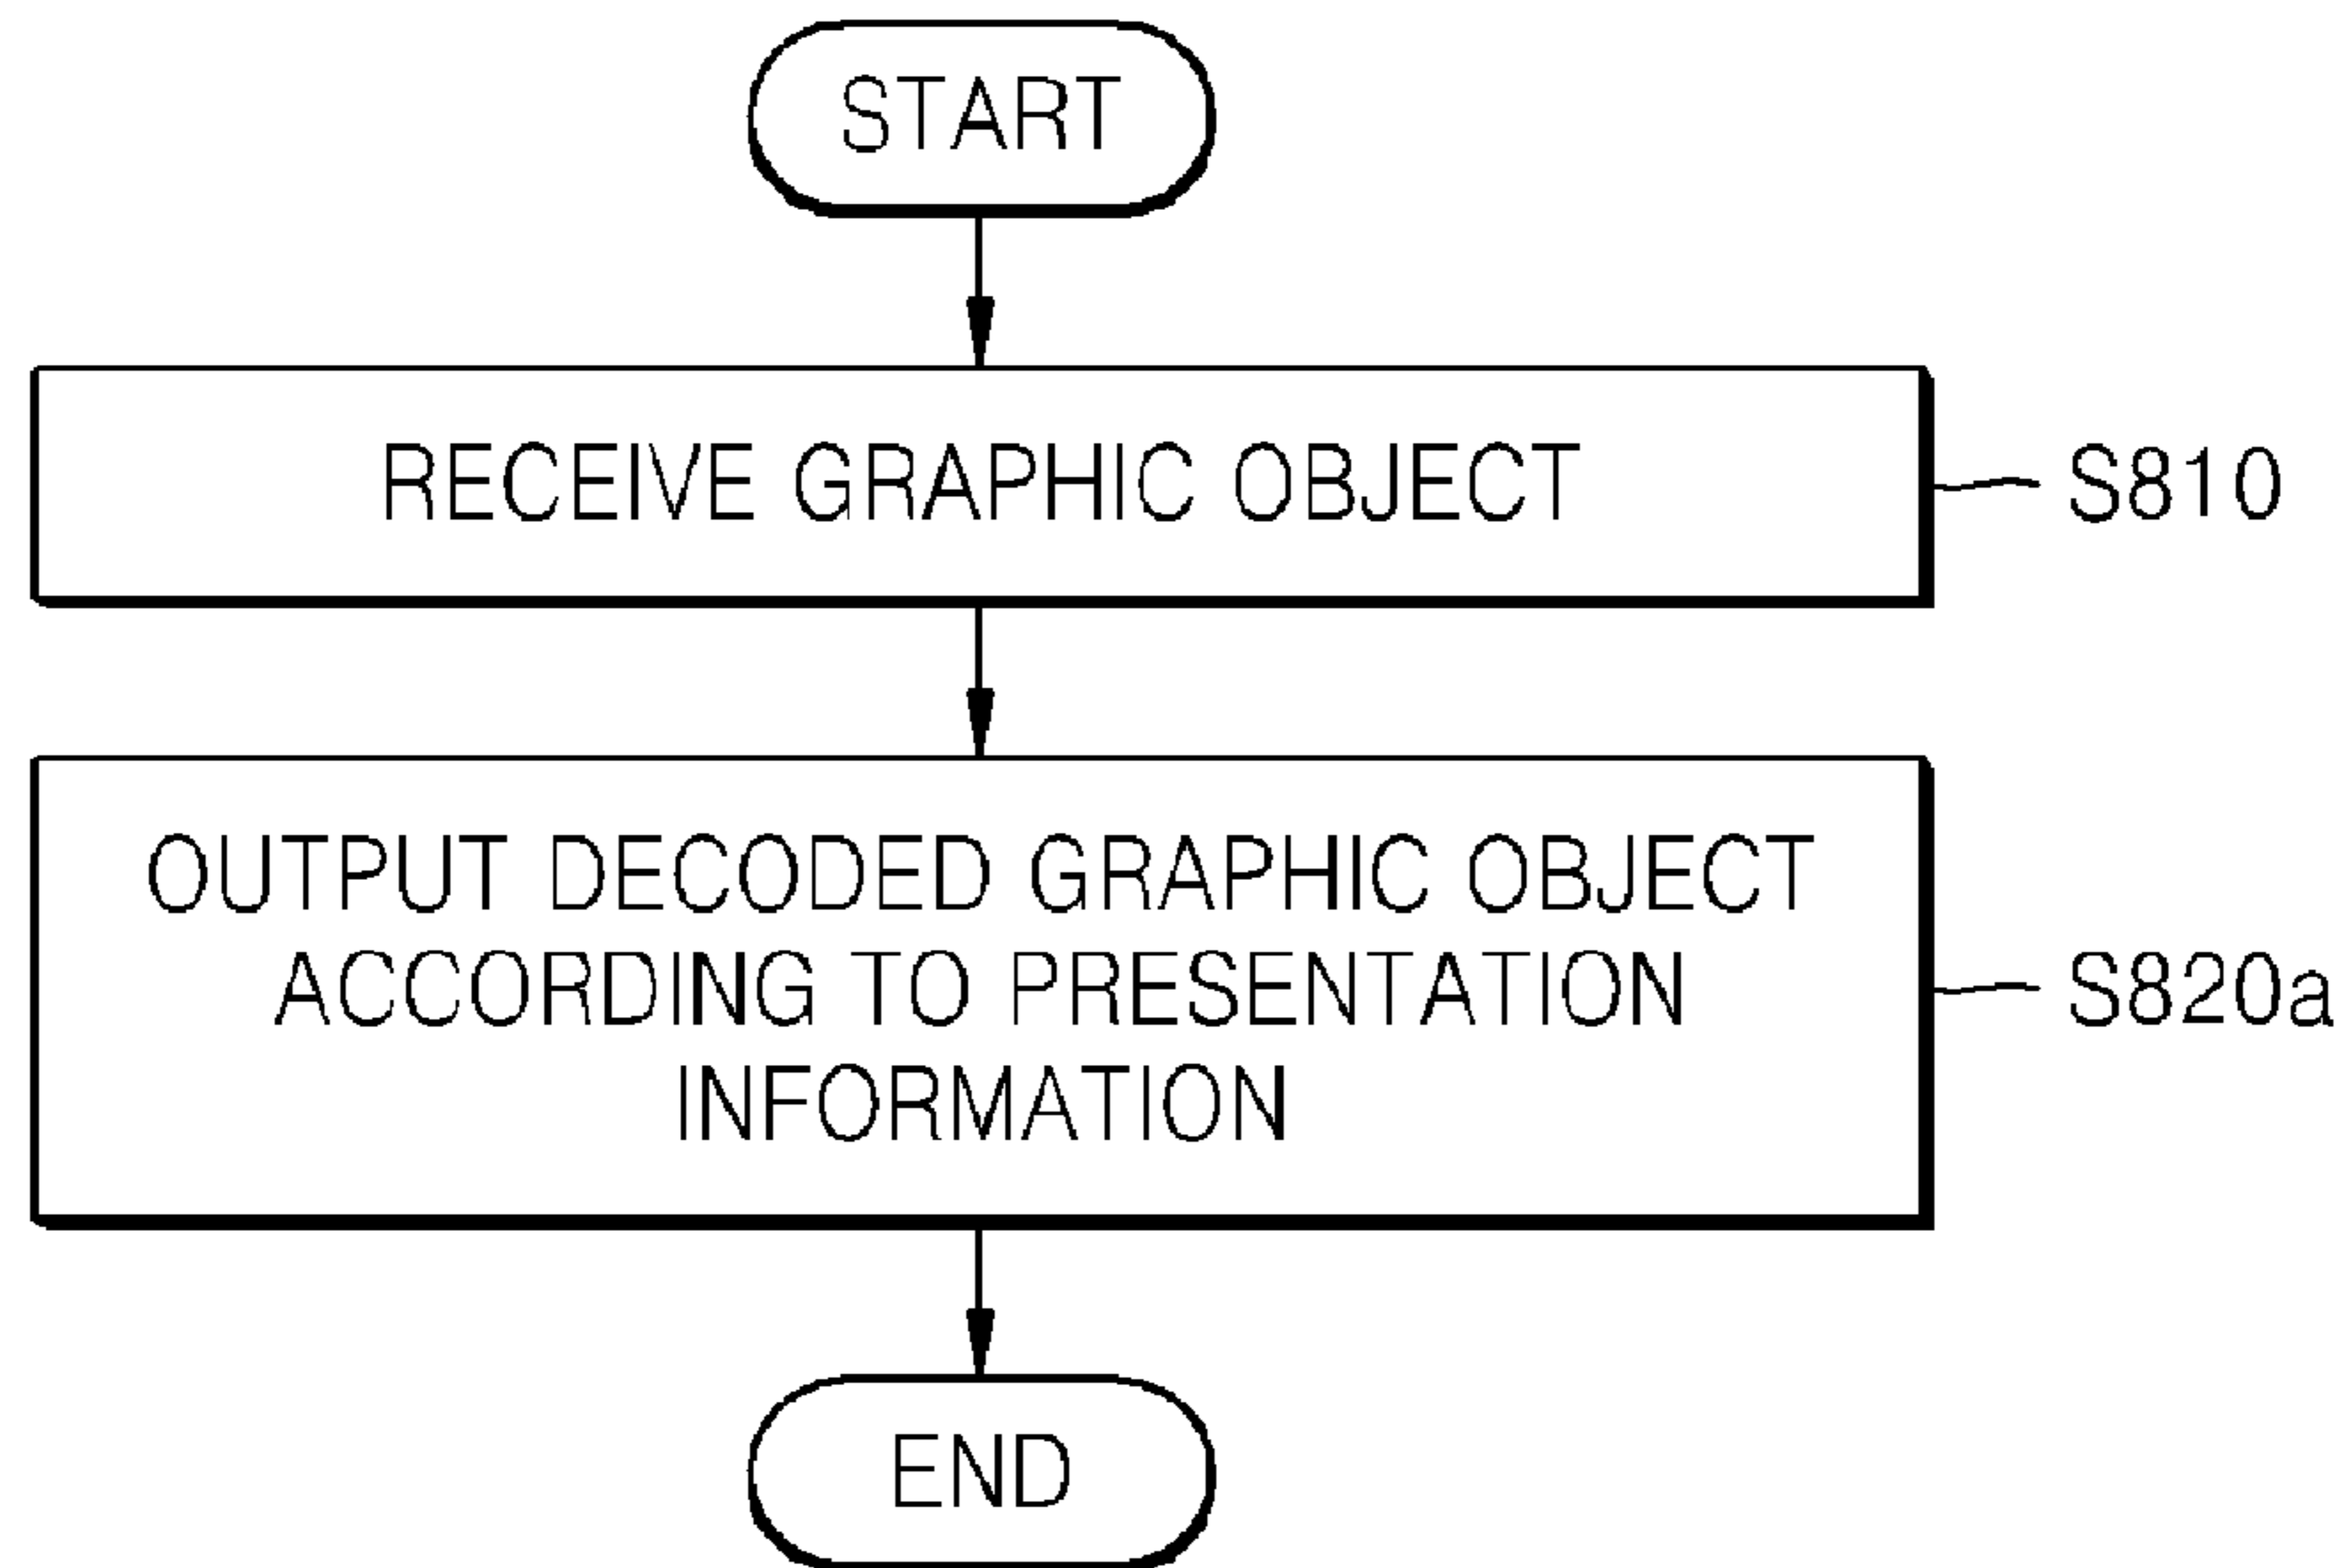 START
RECEIVE GRAPHIC OBJECT
S810
OUTPUT DECODED GRAPHIC OBJECT
ACCORDING TO PRESENTATION
INFORMATION
S820a
END